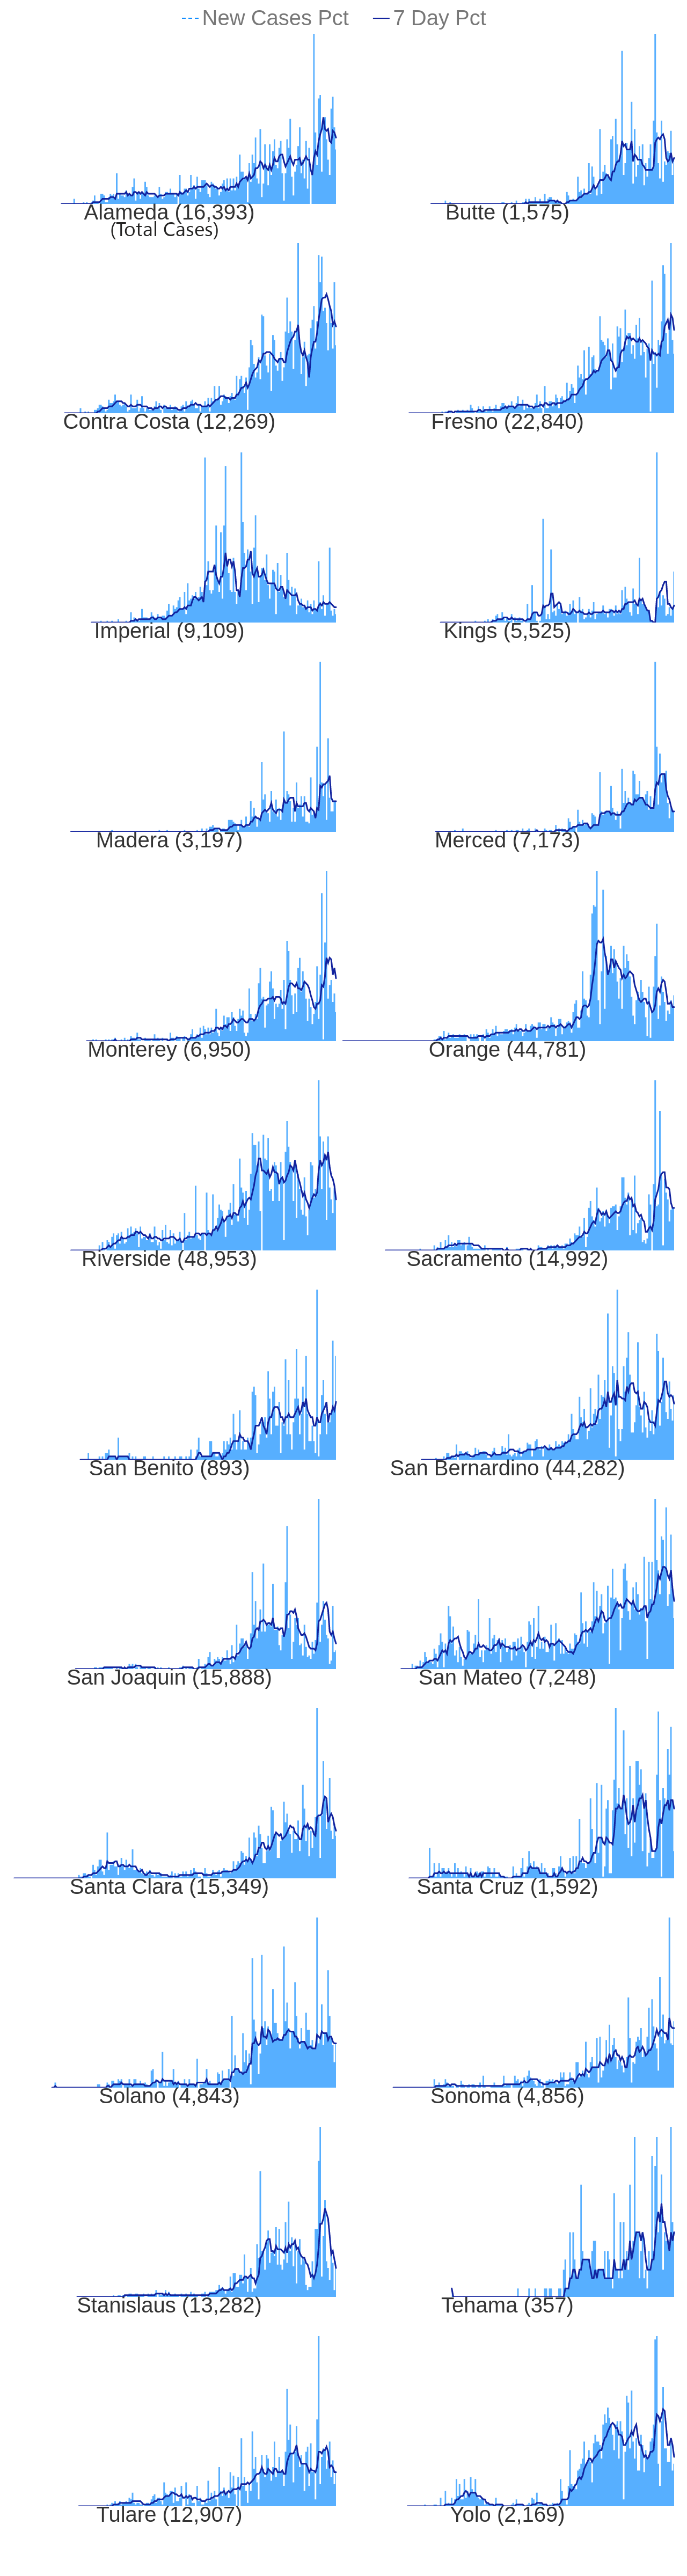 New Cases Pct 7 Day Pct
Alameda (16,393) Butte (1,575)
(Total Cases)
Contra Costa (12,269) Fresno (22,840)
Imperial (9,109) Kings (5,525)
Madera (3,197) Merced (7,173)
Monterey (6,950) Orange (44,781)
Riverside (48,953) Sacramento (14,992)
San Benito (893) San Bernardino (44,282)
San Joaquin (15,888) San Mateo (7,248)
Santa Clara (15,349) Santa Cruz (1,592)
Solano (4,843) Sonoma (4,856)
Stanislaus (13,282) Tehama (357)
Tulare (12,907) Yolo (2,169)